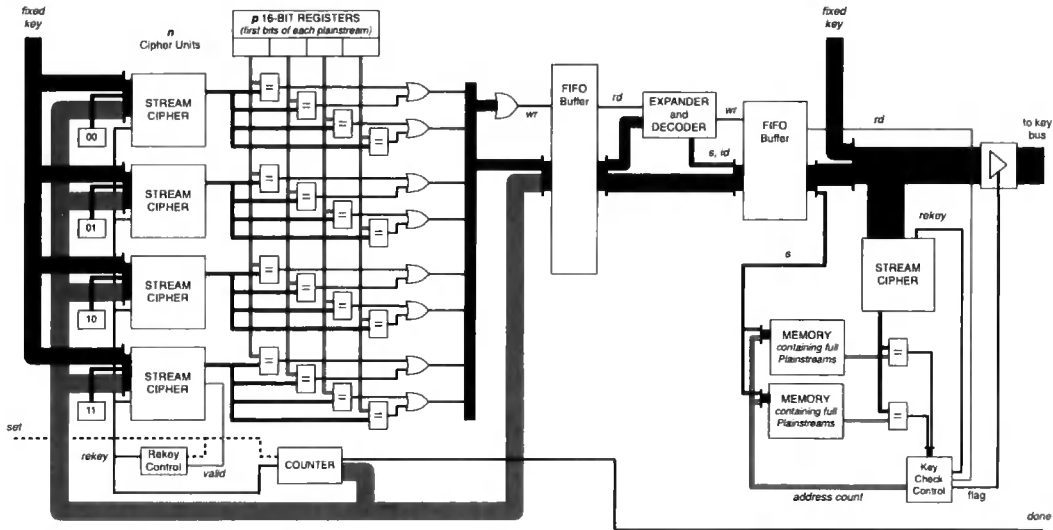 fixed
key
n
Cipher Units
p 16-BIT REGISTERS
(first bits of each plainstream)
fixed
key
STREAM
CIPHER
00
=
=
=
=
STREAM
CIPHER
01
=
=
=
=
STREAM
CIPHER
10
=
=
=
=
STREAM
CIPHER
11
=
=
=
=
set
rekey
Rekey
Control
valid
COUNTER
wr
FIFO
Buffer
rd
EXPANDER
and
DECODER
wr
s, id
FIFO
Buffer
rd
to key
bus
rekey
s
STREAM
CIPHER
MEMORY
containing full
Plainstreams
=
MEMORY
containing full
Plainstreams
=
address count
Key
Check
Control
flag
done